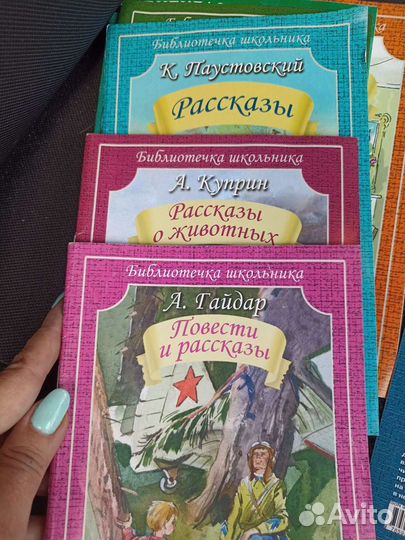 Библиотечка школьника
К. Паустовский
Рассказы
Библиотечка школьника
А. Куприн
Рассказы
о животных
Библиотечка школьника
А. Гайдар
Повести
и рассказы
Avito